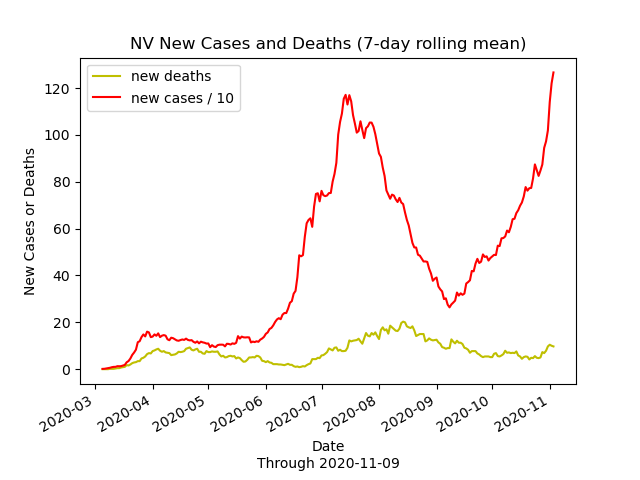 NV New Cases and Deaths (7-day rolling mean)
new deaths
new cases / 10
New Cases or Deaths
120
100
80
60
40
20
0
2020-03
2020-04
2020-05
2020-06
2020-07
2020-08
2020-09
2020-10
2020-11
Date
Through 2020-11-09